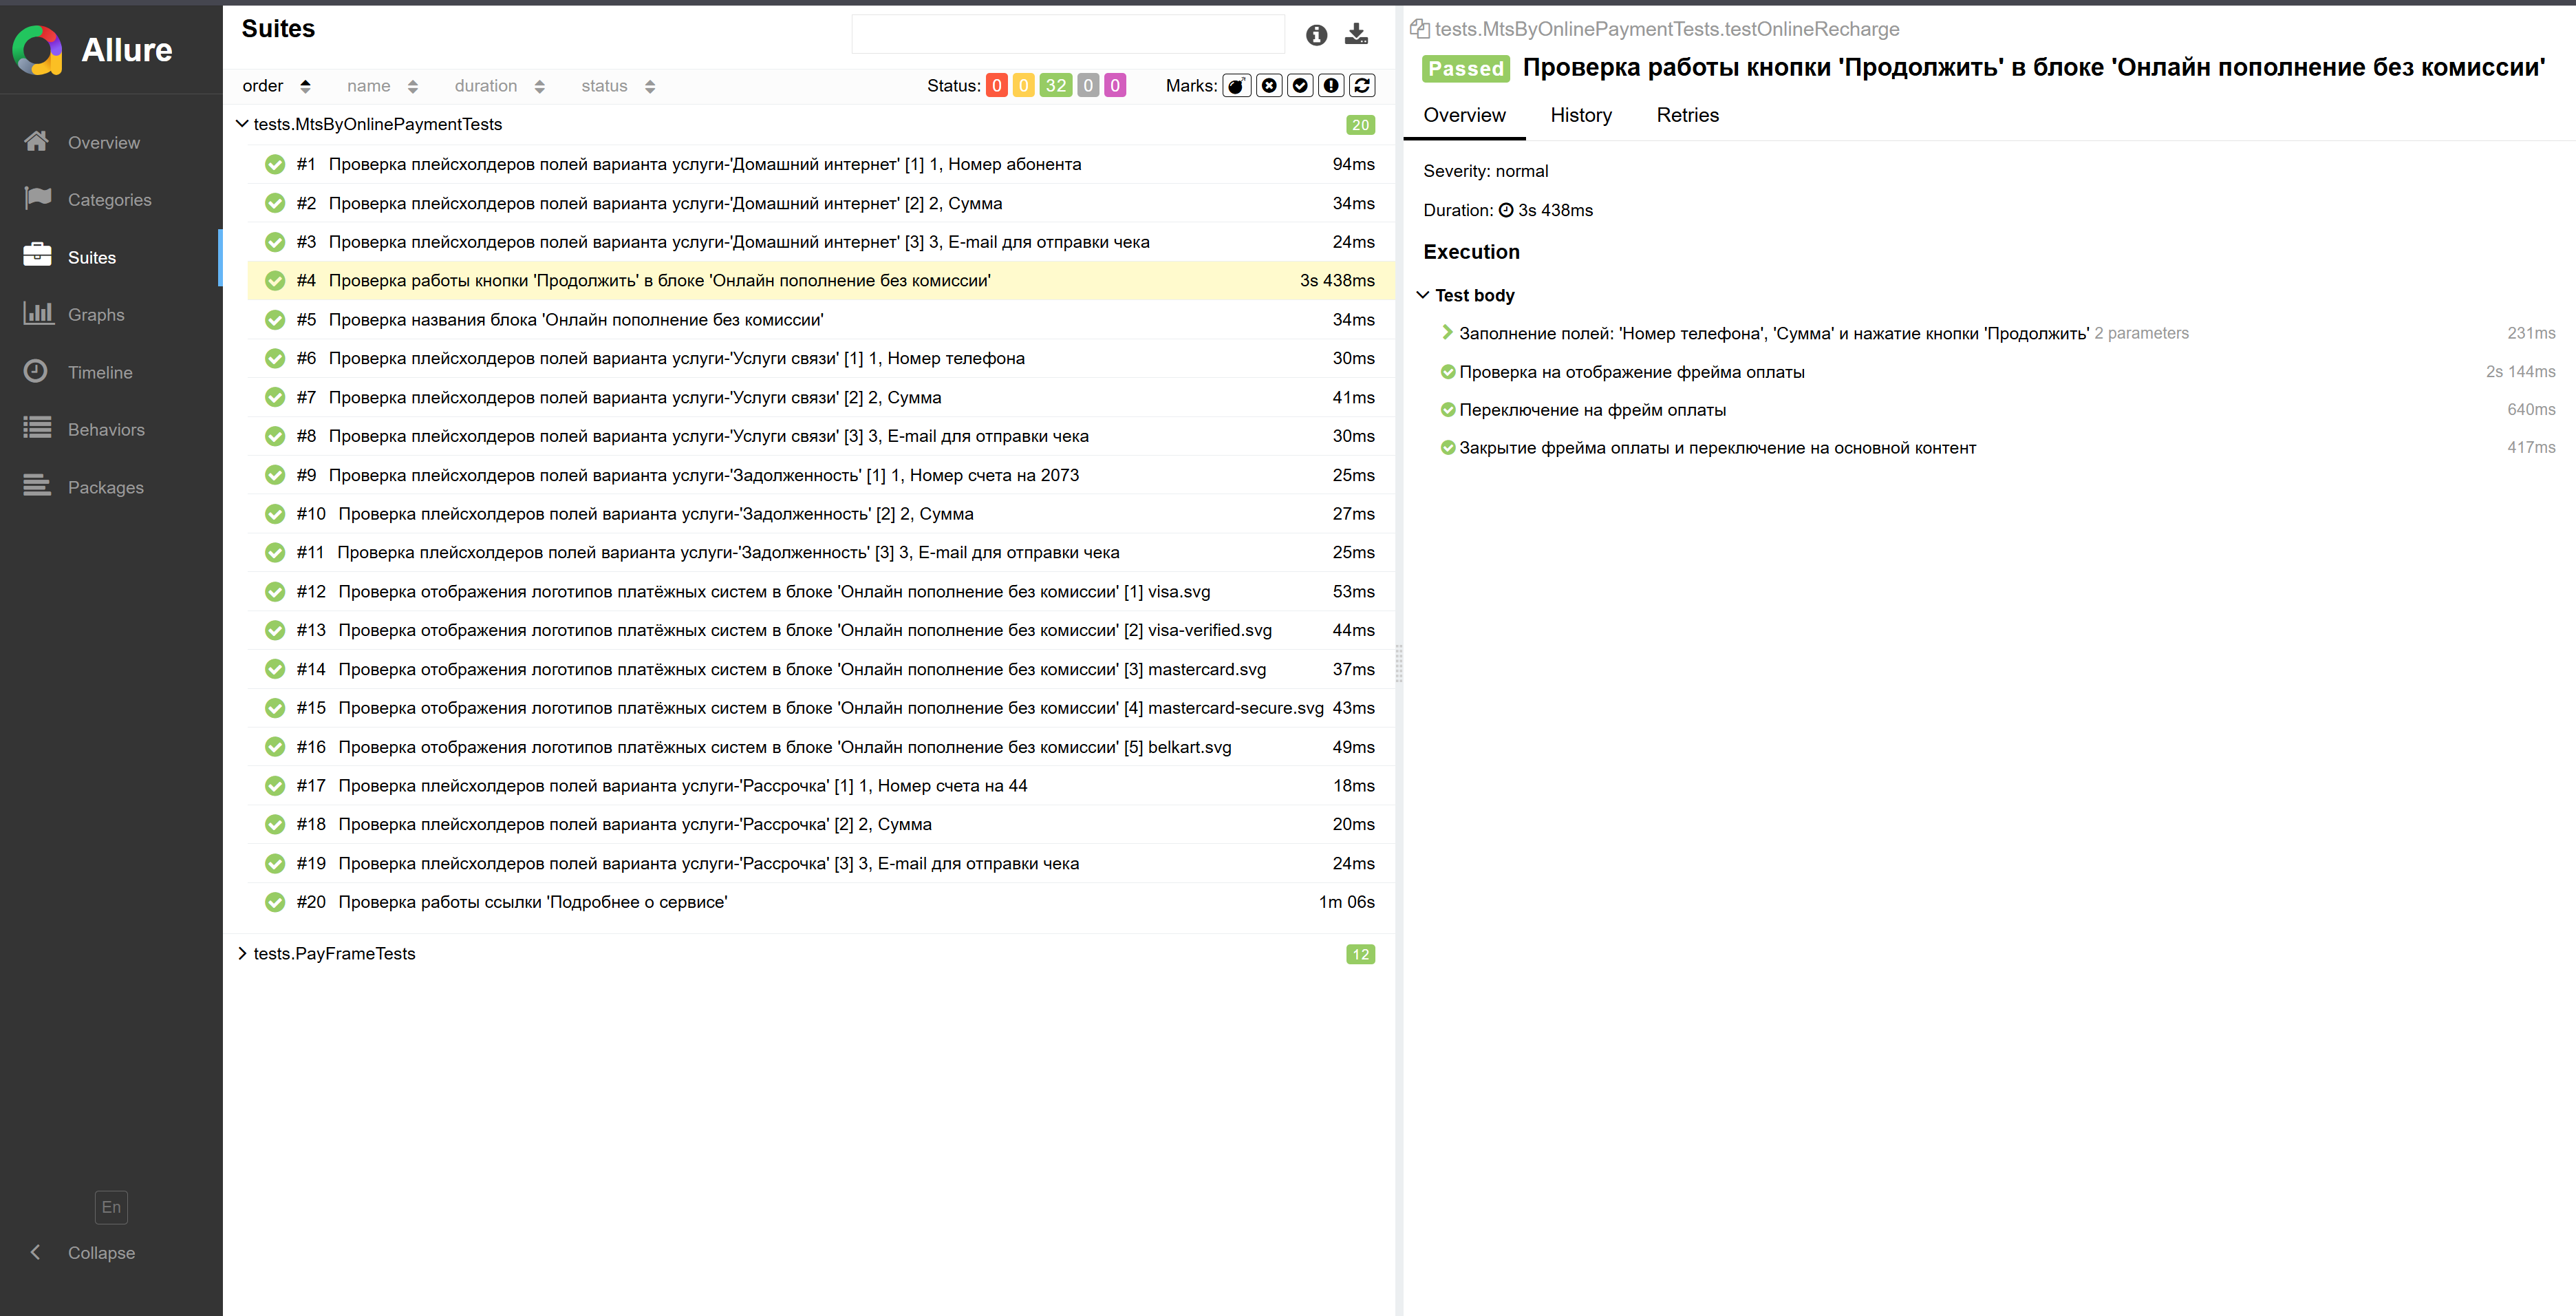 Allure
Overview
Categories
Suites
Graphs
Timeline
Behaviors
Packages
En
Collapse
Suites
order name duration status Status: 0 0 32 0 0 Marks:
tests.MtsByOnlinePaymentTests 20
#1 Проверка плейсхолдеров полей варианта услуги-'Домашний интернет' [1] 1, Номер абонента 94ms
#2 Проверка плейсхолдеров полей варианта услуги-'Домашний интернет' [2] 2, Сумма 34ms
#3 Проверка плейсхолдеров полей варианта услуги-'Домашний интернет' [3] 3, E-mail для отправки чека 24ms
#4 Проверка работы кнопки 'Продолжить' в блоке 'Онлайн пополнение без комиссии' 3s 438ms
#5 Проверка названия блока 'Онлайн пополнение без комиссии' 34ms
#6 Проверка плейсхолдеров полей варианта услуги-'Услуги связи' [1] 1, Номер телефона 30ms
#7 Проверка плейсхолдеров полей варианта услуги-'Услуги связи' [2] 2, Сумма 41ms
#8 Проверка плейсхолдеров полей варианта услуги-'Услуги связи' [3] 3, E-mail для отправки чека 30ms
#9 Проверка плейсхолдеров полей варианта услуги-'Задолженность' [1] 1, Номер счета на 2073 25ms
#10 Проверка плейсхолдеров полей варианта услуги-'Задолженность' [2] 2, Сумма 27ms
#11 Проверка плейсхолдеров полей варианта услуги-'Задолженность' [3] 3, E-mail для отправки чека 25ms
#12 Проверка отображения логотипов платёжных систем в блоке 'Онлайн пополнение без комиссии' [1] visa.svg 53ms
#13 Проверка отображения логотипов платёжных систем в блоке 'Онлайн пополнение без комиссии' [2] visa-verified.svg 44ms
#14 Проверка отображения логотипов платёжных систем в блоке 'Онлайн пополнение без комиссии' [3] mastercard.svg 37ms
#15 Проверка отображения логотипов платёжных систем в блоке 'Онлайн пополнение без комиссии' [4] mastercard-secure.svg 43ms
#16 Проверка отображения логотипов платёжных систем в блоке 'Онлайн пополнение без комиссии' [5] belkart.svg 49ms
#17 Проверка плейсхолдеров полей варианта услуги-'Рассрочка' [1] 1, Номер счета на 44 18ms
#18 Проверка плейсхолдеров полей варианта услуги-'Рассрочка' [2] 2, Сумма 20ms
#19 Проверка плейсхолдеров полей варианта услуги-'Рассрочка' [3] 3, E-mail для отправки чека 24ms
#20 Проверка работы ссылки 'Подробнее о сервисе' 1m 06s
tests.PayFrameTests 12
tests.MtsByOnlinePaymentTests.testOnlineRecharge
Passed Проверка работы кнопки 'Продолжить' в блоке 'Онлайн пополнение без комиссии'
Overview History Retries
Severity: normal
Duration: 3s 438ms
Execution
Test body
Заполнение полей: 'Номер телефона', 'Сумма' и нажатие кнопки 'Продолжить' 2 parameters 231ms
Проверка на отображение фрейма оплаты 2s 144ms
Переключение на фрейм оплаты 640ms
Закрытие фрейма оплаты и переключение на основной контент 417ms